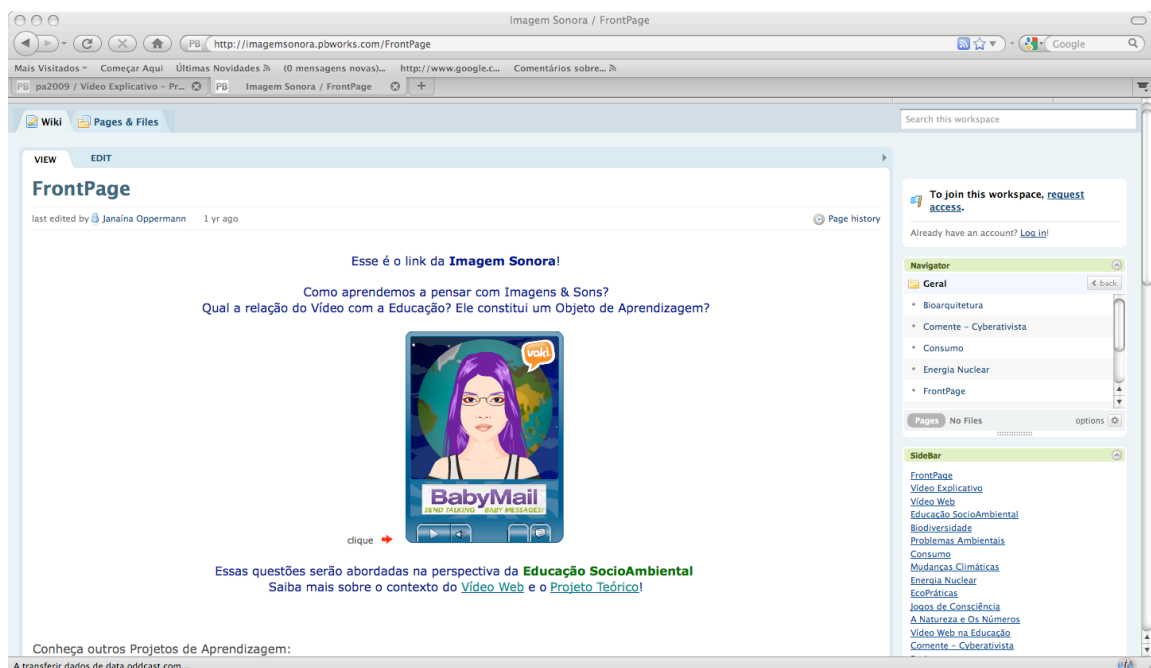 Imagem Sonora / FrontPage
PB http://imagemsonora.pbworks.com/FrontPage
Google
Mais Visitados Começar Aqui Últimas Novidades (0 mensagens novas)... http://www.google.c... Comentários sobre...
PB pa2009 / Vídeo Explicativo – Pr... PB Imagem Sonora / FrontPage +
Wiki Pages & Files
Search this workspace
VIEW EDIT
FrontPage
last edited by Janaína Oppermann 1 yr ago
Page history
Esse é o link da Imagem Sonora!
Como aprendemos a pensar com Imagens & Sons?
Qual a relação do Vídeo com a Educação? Ele constitui um Objeto de Aprendizagem?
voki
BabyMail
SEND TALKING BABY MESSAGES!
clique
Essas questões serão abordadas na perspectiva da Educação SocioAmbiental
Saiba mais sobre o contexto do Vídeo Web e o Projeto Teórico!
Conheça outros Projetos de Aprendizagem:
To join this workspace, request
access.
Already have an account? Log in!
Navigator
Geral
back
Bioarquitetura
Comente – Cyberativista
Consumo
Energia Nuclear
FrontPage
Pages No Files options
SideBar
FrontPage
Vídeo Explicativo
Vídeo Web
Educação SocioAmbiental
Biodiversidade
Problemas Ambientais
Consumo
Mudanças Climáticas
Energia Nuclear
EcoPráticas
Jogos de Consciência
A Natureza e Os Números
Vídeo Web na Educação
Comente – Cyberativista
A transferir dados de data.oddcast.com...